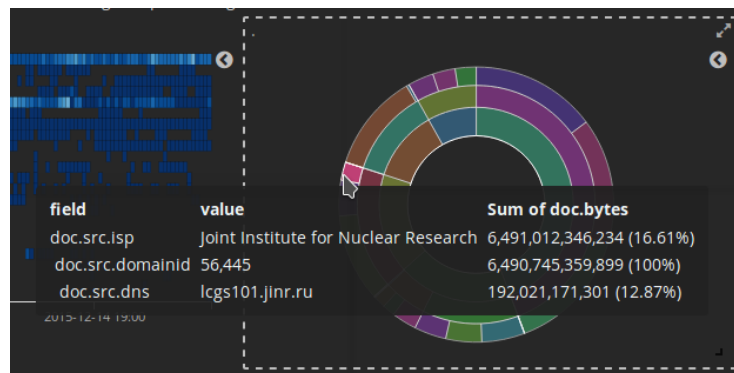 field value Sum of doc.bytes
doc.src.isp Joint Institute for Nuclear Research 6,491,012,346,234 (16.61%)
doc.src.domainid 56,445 6,490,745,359,899 (100%)
doc.src.dns lcgs101.jinr.ru 192,021,171,301 (12.87%)
2015-12-14 19:00